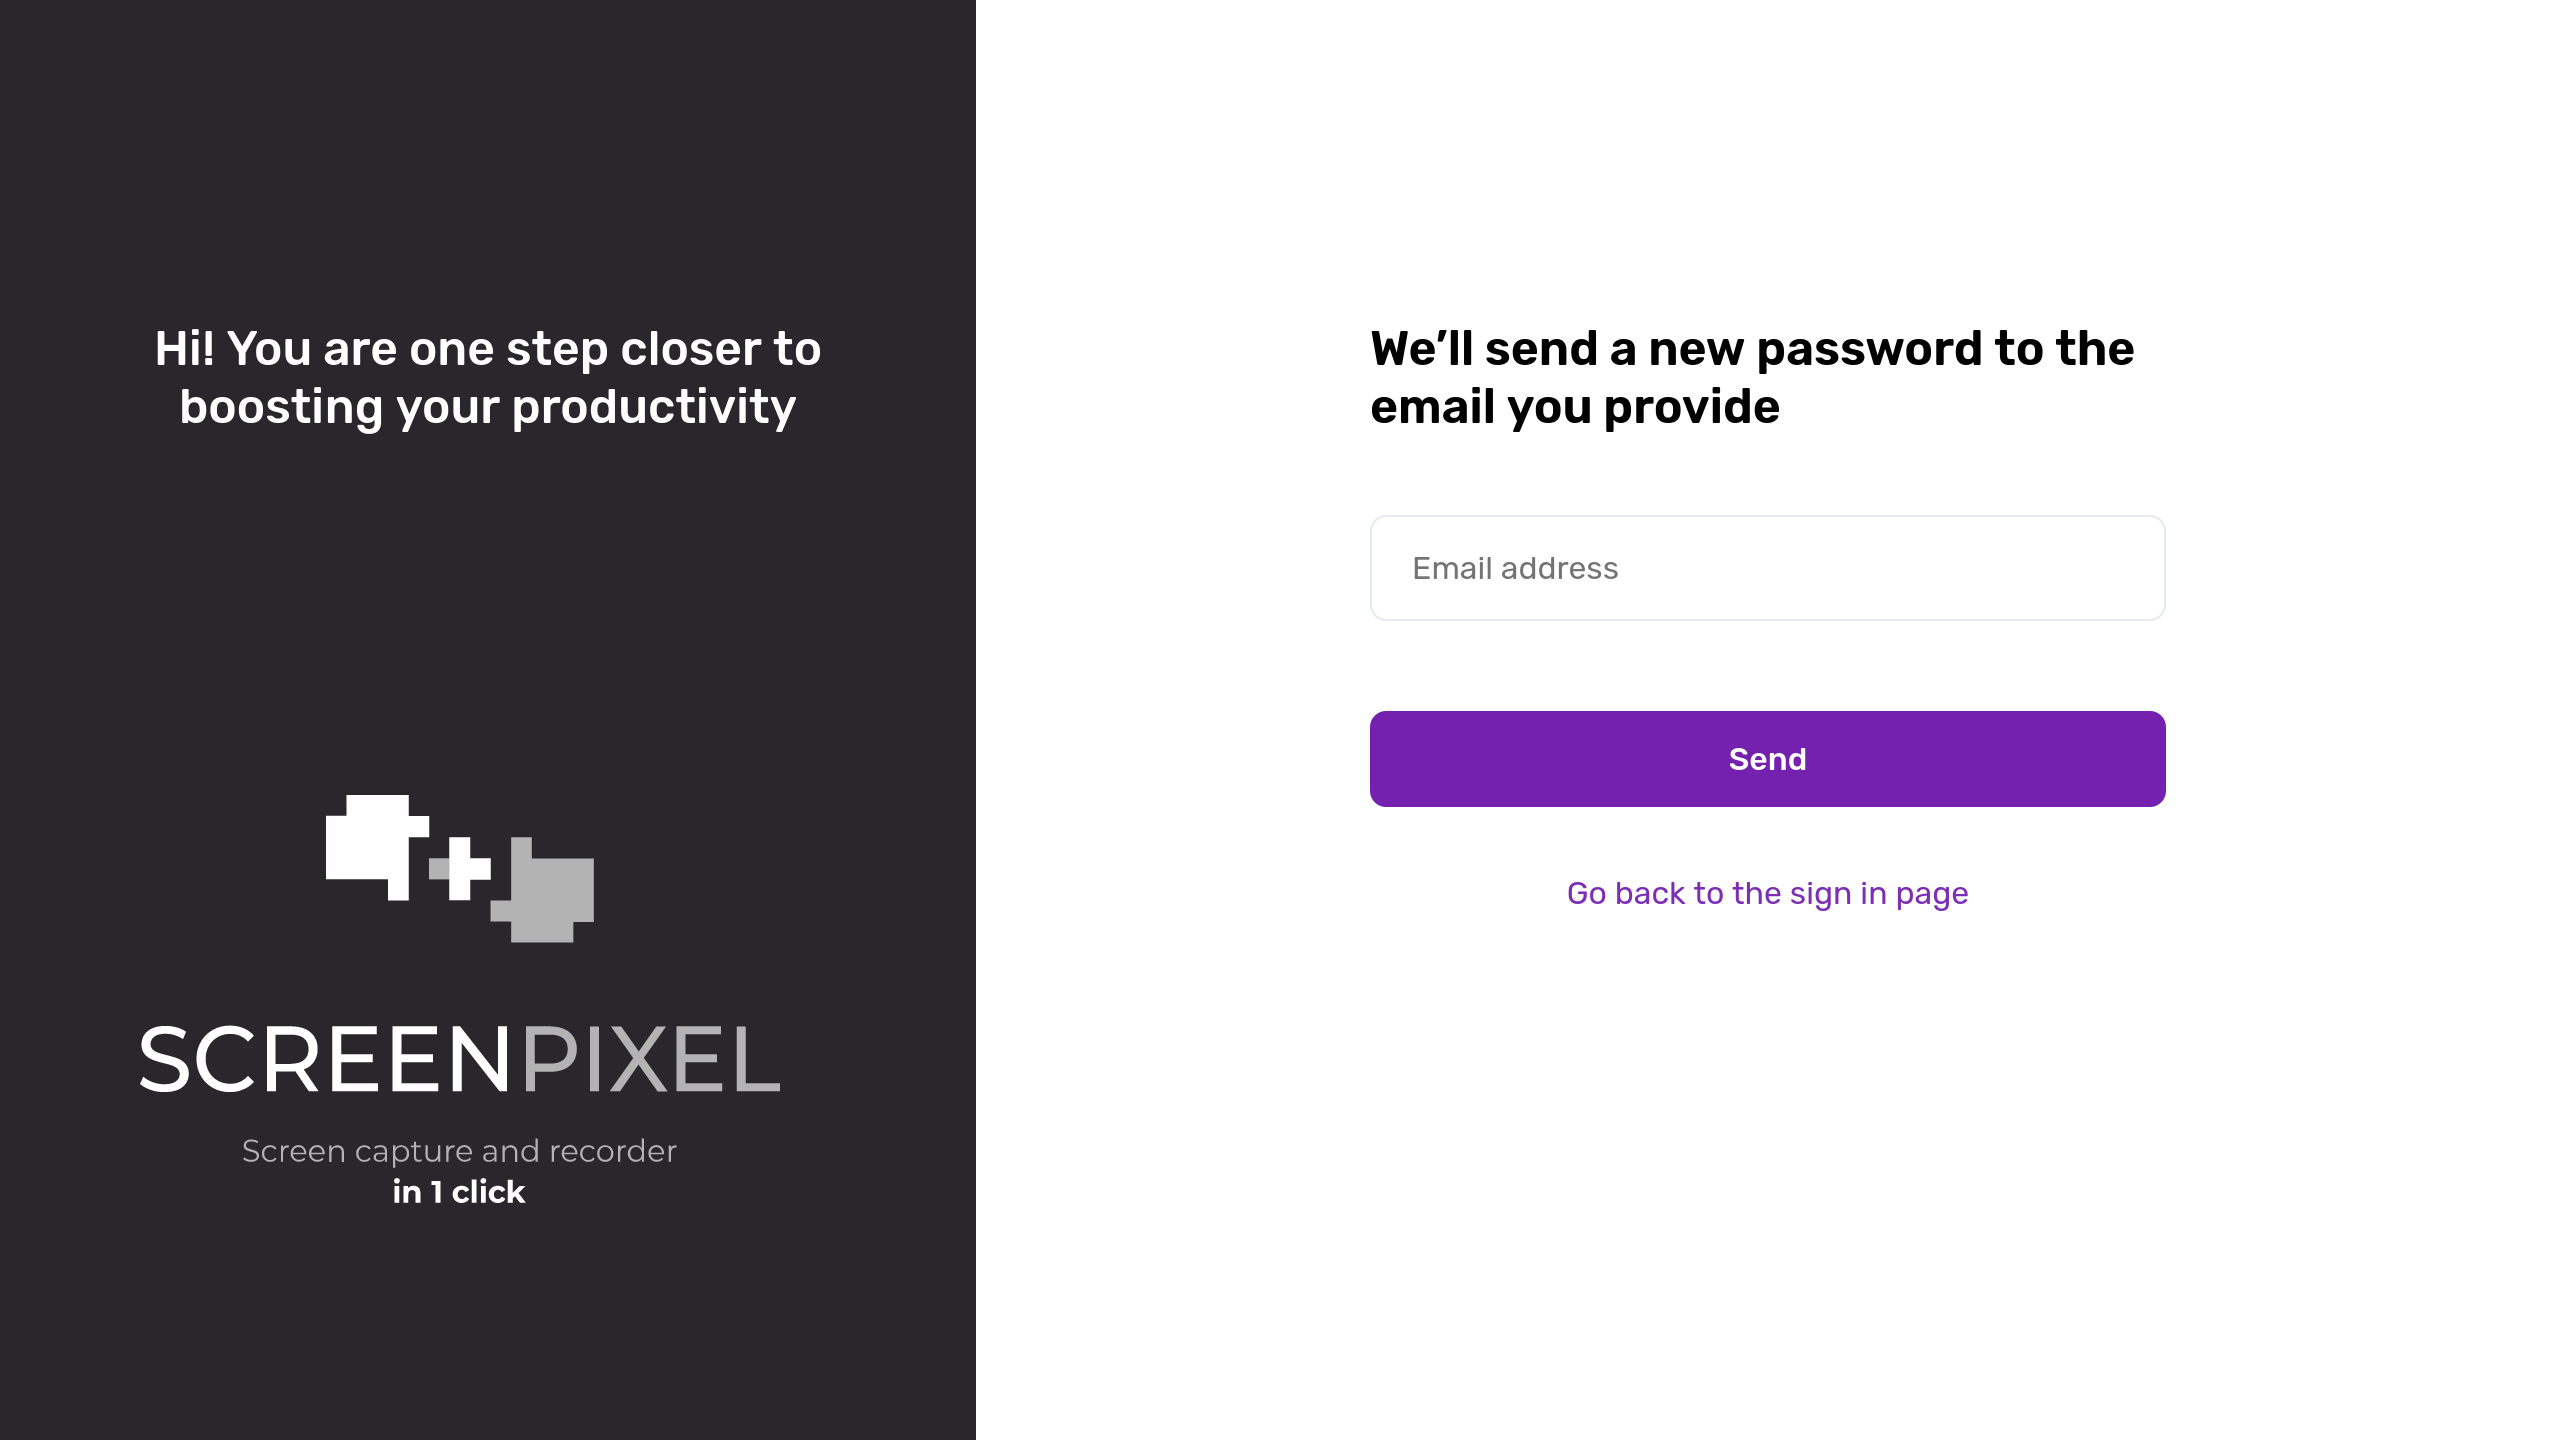 Hi! You are one step closer to
boosting your productivity
SCREENPIXEL
Screen capture and recorder
in 1 click
We’ll send a new password to the
email you provide
Email address
Send
Go back to the sign in page